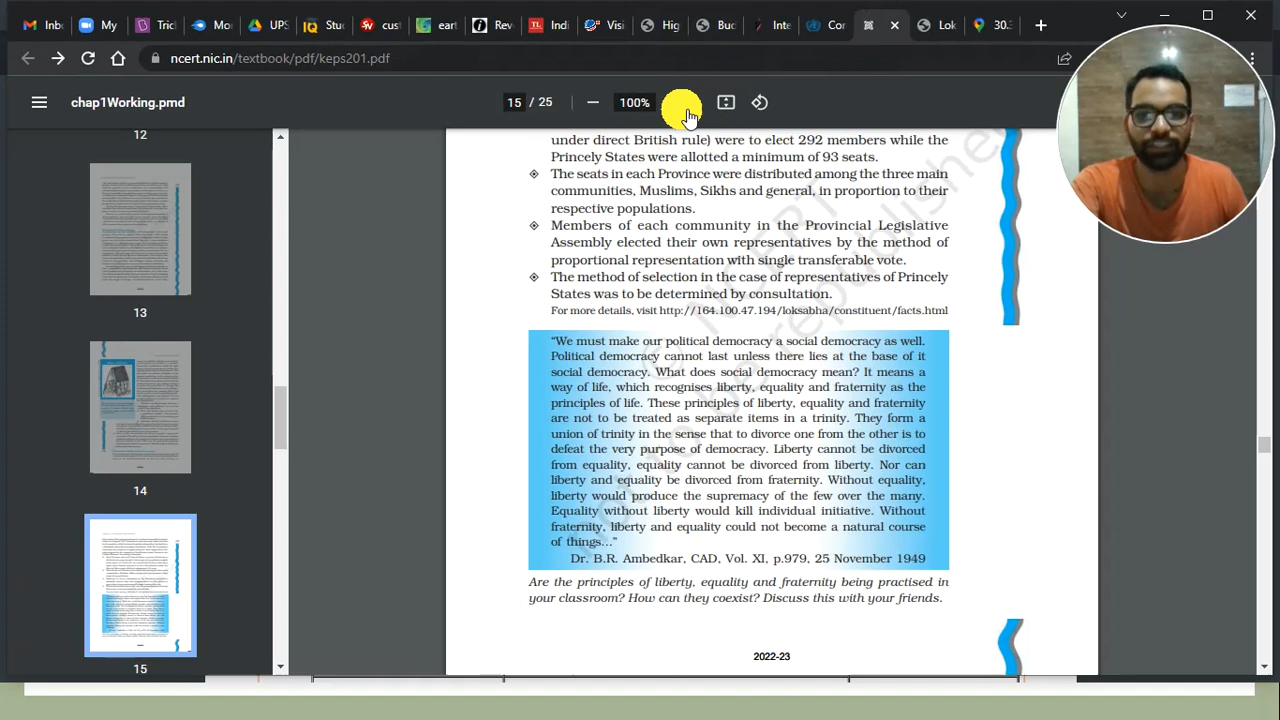 Inbo
My
Tric
Mo
UPS
Stu
cust
eart
Rev
Indi
Visi
Hig
Buc
Inte
Cor
Lok
30.3
ncert.nic.in/textbook/pdf/keps201.pdf
chap1Working.pmd
15 / 25
100%
12
13
14
15
under direct British rule) were to elect 292 members while the
Princely States were allotted a minimum of 93 seats.
The seats in each Province were distributed among the three main
communities, Muslims, Sikhs and general, in proportion to their
respective populations.
Members of each community in the Provincial Legislative
Assembly elected their own representatives by the method of
proportional representation with single transferable vote.
The method of selection in the case of representatives of Princely
States was to be determined by consultation.
For more details, visit http://164.100.47.194/loksabha/constituent/facts.html
"We must make our political democracy a social democracy as well.
Political democracy cannot last unless there lies at the base of it
social democracy. What does social democracy mean? It means a
way of life, which recognises liberty, equality and fraternity as the
principles of life. These principles of liberty, equality and fraternity
are not to be treated as separate items in a trinity. They form a
union of trinity in the sense that to divorce one from the other is to
defeat the very purpose of democracy. Liberty cannot be divorced
from equality, equality cannot be divorced from liberty. Nor can
liberty and equality be divorced from fraternity. Without equality,
liberty would produce the supremacy of the few over the many.
Equality without liberty would kill individual initiative. Without
fraternity, liberty and equality could not become a natural course
of things..."
Dr. B.R. Ambedkar, CAD, Vol. XI, p.979, 25 November 1949
Are the principles of liberty, equality and fraternity being practised in
your classroom? How can they coexist? Discuss this with your friends.
2022-23